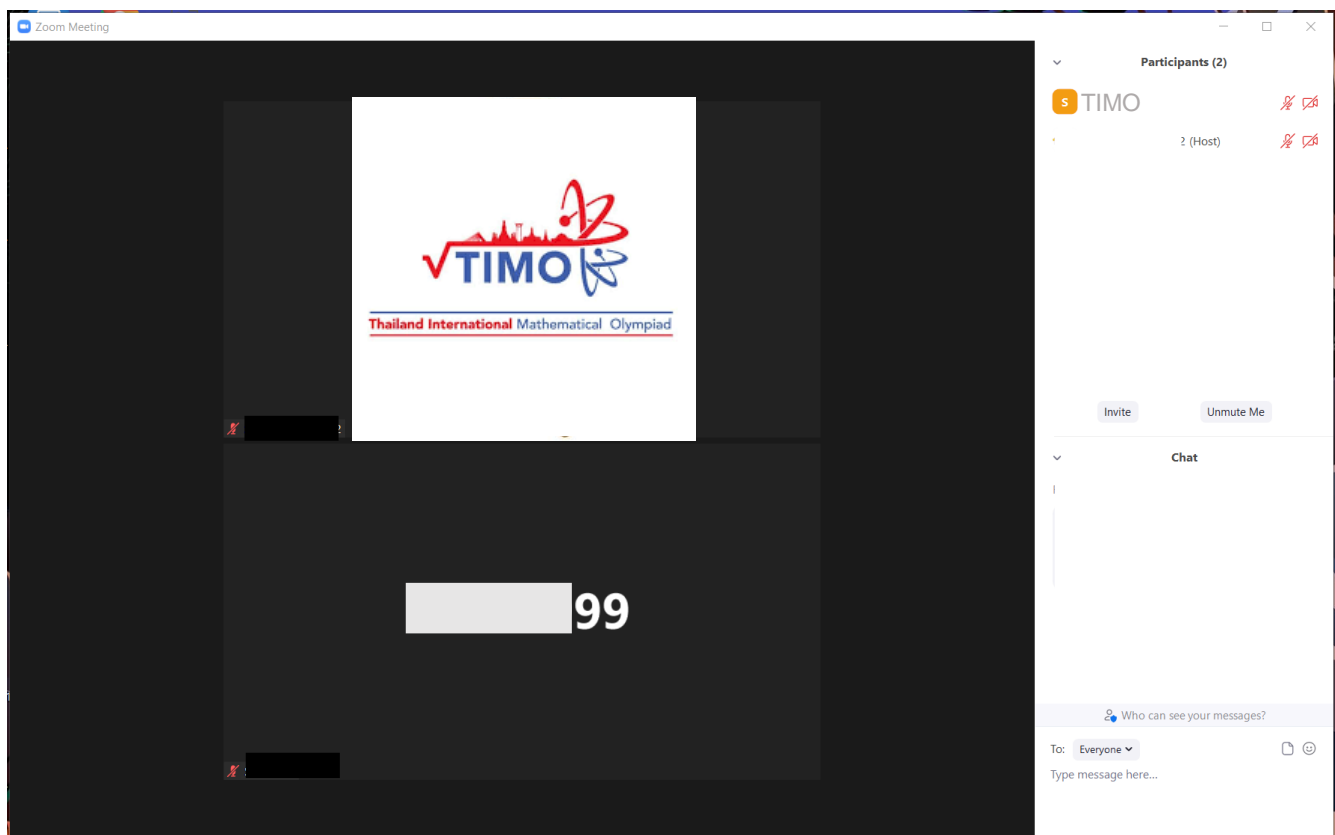 Zoom Meeting
Participants (2)
S TIMO
2 (Host)
√TIMO
Thailand International Mathematical Olympiad
Invite
Unmute Me
Chat
99
Who can see your messages?
To: Everyone
Type message here...